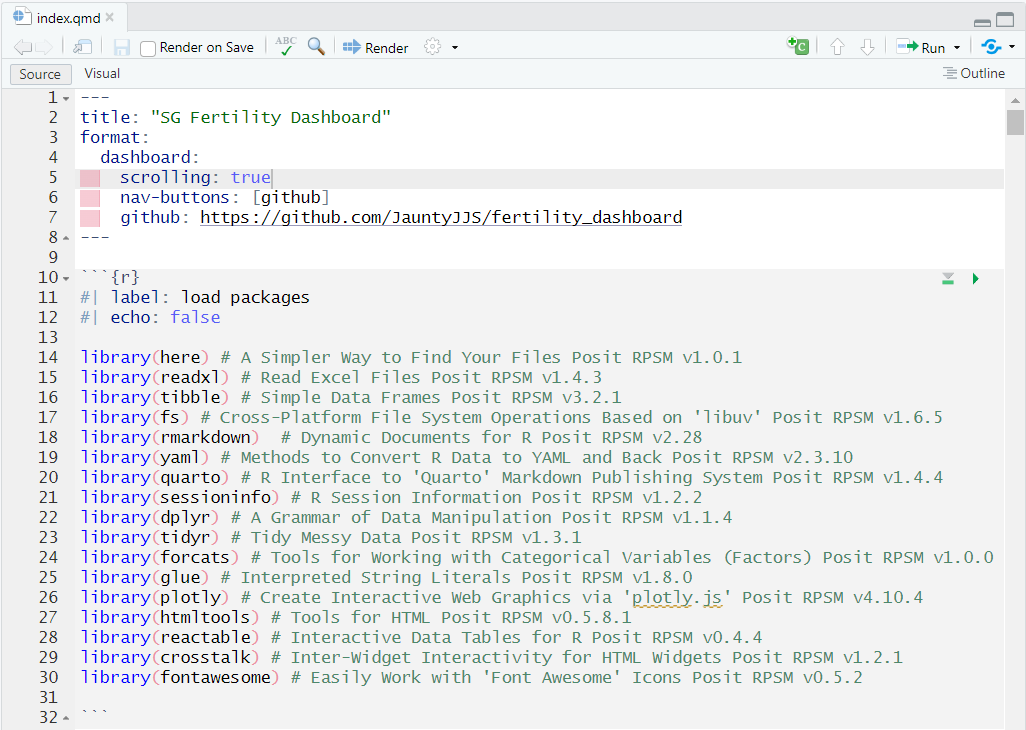 index.qmd
Render on Save
ABC
Render
C
Run
Source
Visual
Outline
1 ---
2 title: "SG Fertility Dashboard"
3 format:
4   dashboard:
5     scrolling: true
6     nav-buttons: [github]
7     github: https://github.com/JauntyJJS/fertility_dashboard
8 ---
9
10 ```{r}
11 #| label: load packages
12 #| echo: false
13
14 library(here) # A Simpler Way to Find Your Files Posit RPSM v1.0.1
15 library(readxl) # Read Excel Files Posit RPSM v1.4.3
16 library(tibble) # Simple Data Frames Posit RPSM v3.2.1
17 library(fs) # Cross-Platform File System Operations Based on 'libuv' Posit RPSM v1.6.5
18 library(rmarkdown)  # Dynamic Documents for R Posit RPSM v2.28
19 library(yaml) # Methods to Convert R Data to YAML and Back Posit RPSM v2.3.10
20 library(quarto) # R Interface to 'Quarto' Markdown Publishing System Posit RPSM v1.4.4
21 library(sessioninfo) # R Session Information Posit RPSM v1.2.2
22 library(dplyr) # A Grammar of Data Manipulation Posit RPSM v1.1.4
23 library(tidyr) # Tidy Messy Data Posit RPSM v1.3.1
24 library(forcats) # Tools for Working with Categorical Variables (Factors) Posit RPSM v1.0.0
25 library(glue) # Interpreted String Literals Posit RPSM v1.8.0
26 library(plotly) # Create Interactive Web Graphics via 'plotly.js' Posit RPSM v4.10.4
27 library(htmltools) # Tools for HTML Posit RPSM v0.5.8.1
28 library(reactable) # Interactive Data Tables for R Posit RPSM v0.4.4
29 library(crosstalk) # Inter-Widget Interactivity for HTML Widgets Posit RPSM v1.2.1
30 library(fontawesome) # Easily Work with 'Font Awesome' Icons Posit RPSM v0.5.2
31
32 ```